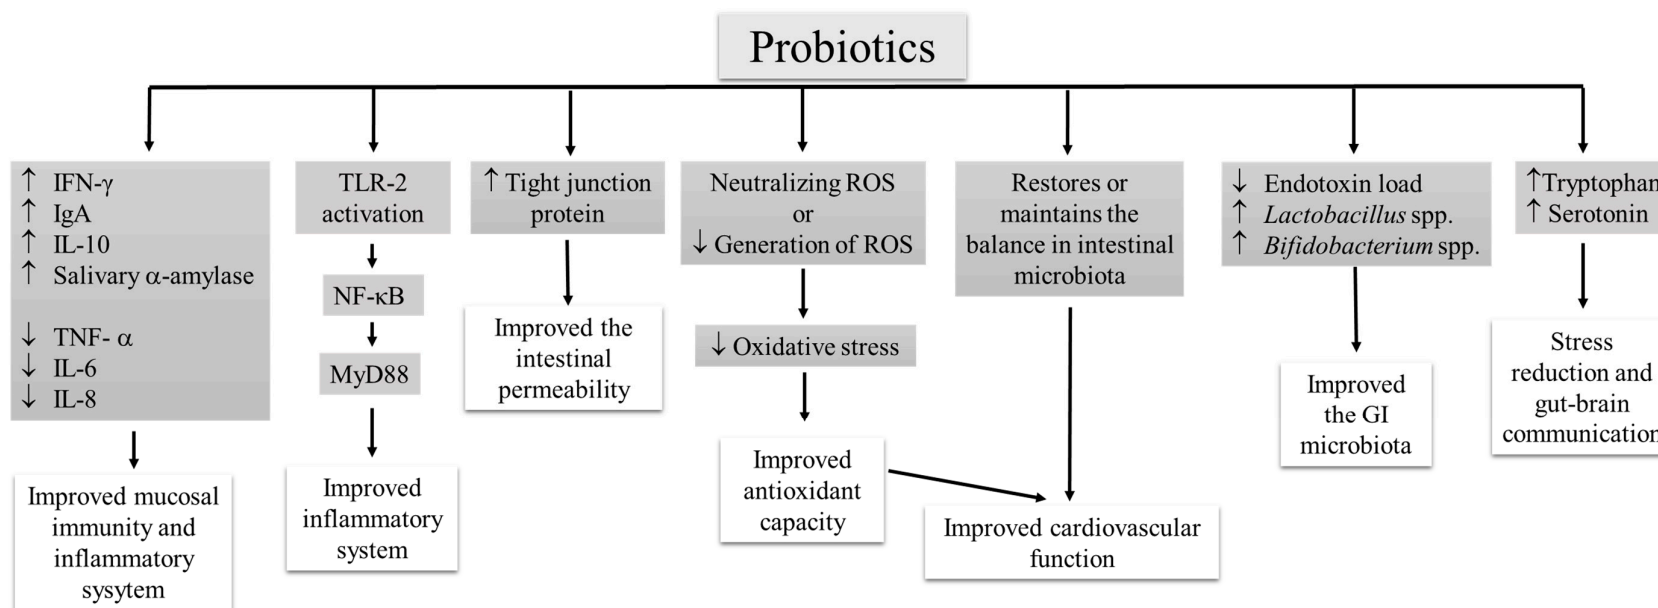 Probiotics
↑ IFN-γ
↑ IgA
↑ IL-10
↑ Salivary α-amylase
↓ TNF- α
↓ IL-6
↓ IL-8
Improved mucosal
immunity and
inflammatory
sysytem
TLR-2
activation
NF-κB
MyD88
Improved
inflammatory
system
↑ Tight junction
protein
Improved the
intestinal
permeability
Neutralizing ROS
or
↓ Generation of ROS
↓ Oxidative stress
Improved
antioxidant
capacity
Restores or
maintains the
balance in intestinal
microbiota
Improved cardiovascular
function
↓ Endotoxin load
↑ Lactobacillus spp.
↑ Bifidobacterium spp.
Improved
the GI
microbiota
↑Tryptophan
↑ Serotonin
Stress
reduction and
gut-brain
communication